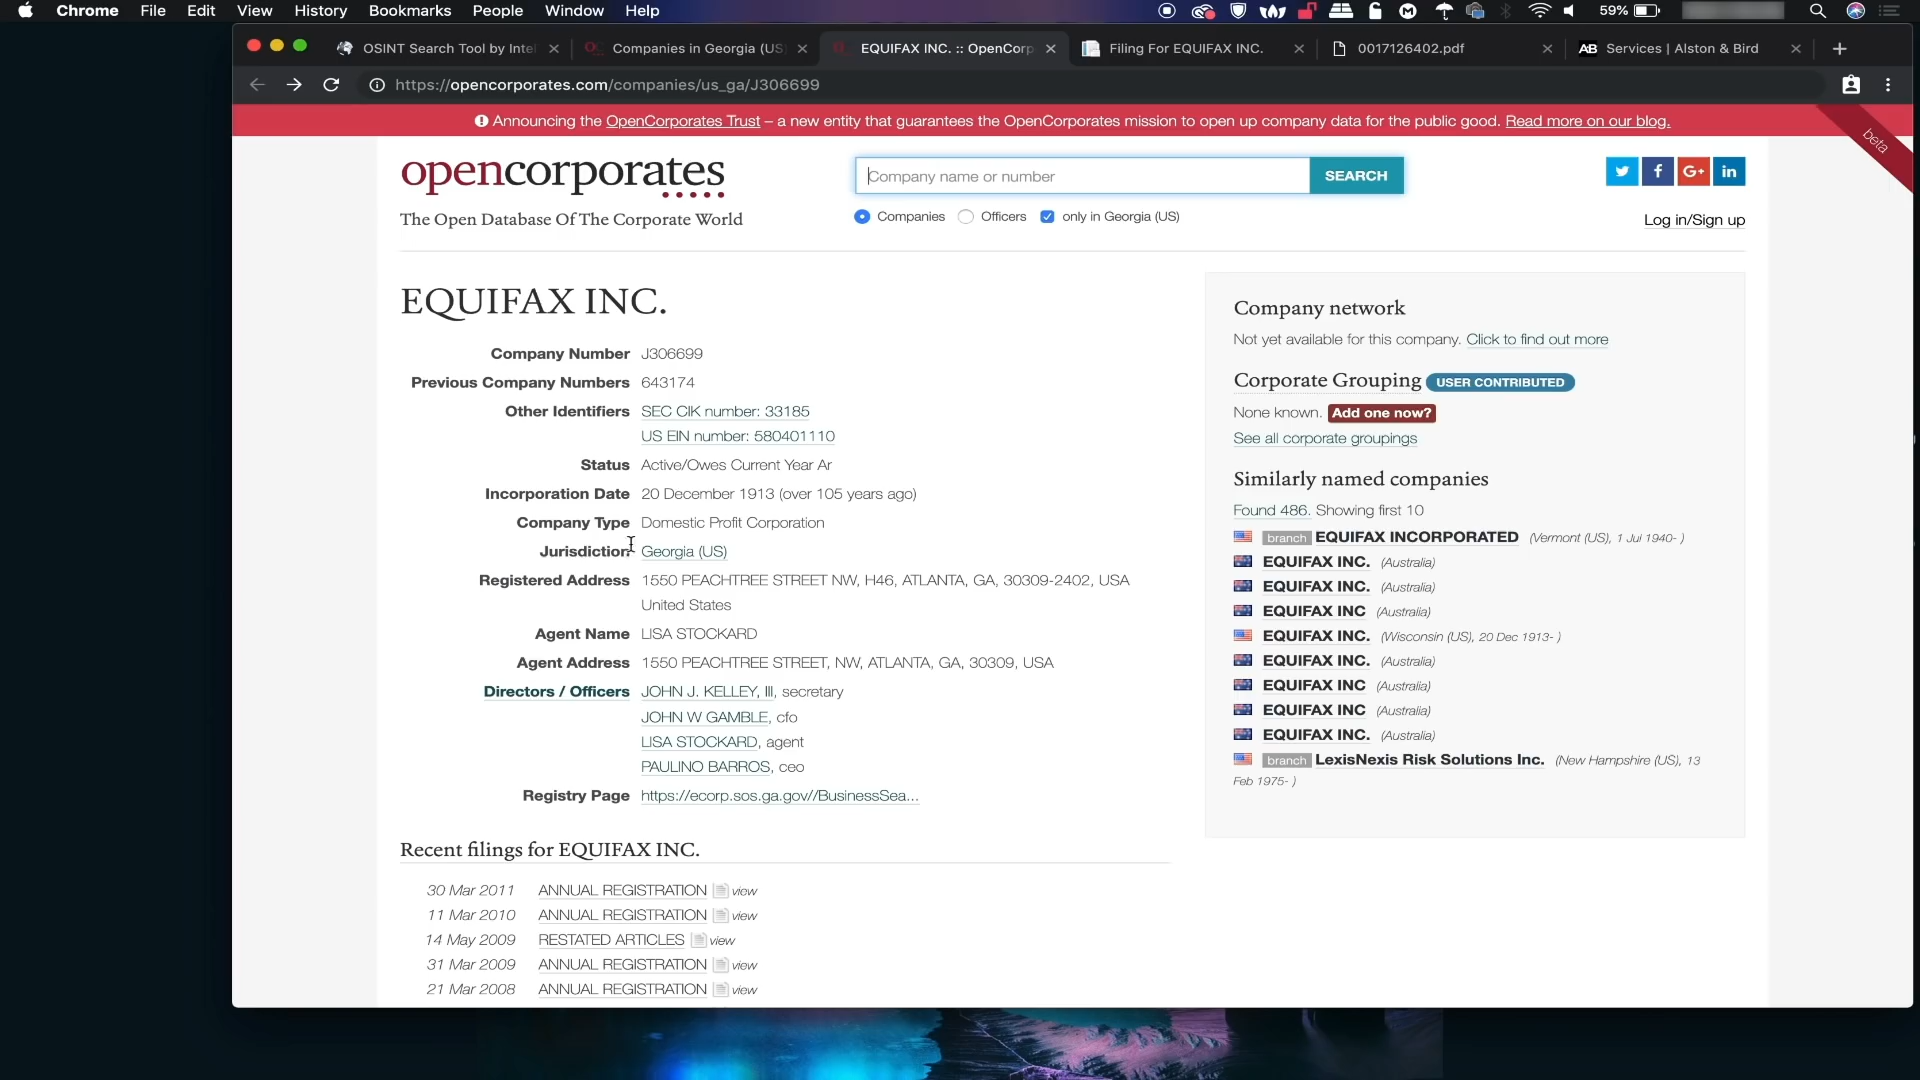 Chrome File Edit View History Bookmarks People Window Help 59%
OSINT Search Tool by Inte Companies in Georgia (US) EQUIFAX INC. :: OpenCorp Filing For EQUIFAX INC. 0017126402.pdf AB Services | Alston & Bird
https://opencorporates.com/companies/us_ga/J306699
Announcing the OpenCorporates Trust – a new entity that guarantees the OpenCorporates mission to open up company data for the public good. Read more on our blog.
beta
opencorporates
The Open Database Of The Corporate World
Company name or number SEARCH
Companies Officers only in Georgia (US)
f G+ in
Log in/Sign up
EQUIFAX INC.
Company Number J306699
Previous Company Numbers 643174
Other Identifiers SEC CIK number: 33185
US EIN number: 580401110
Status Active/Owes Current Year Ar
Incorporation Date 20 December 1913 (over 105 years ago)
Company Type Domestic Profit Corporation
Jurisdiction Georgia (US)
Registered Address 1550 PEACHTREE STREET NW, H46, ATLANTA, GA, 30309-2402, USA
United States
Agent Name LISA STOCKARD
Agent Address 1550 PEACHTREE STREET, NW, ATLANTA, GA, 30309, USA
Directors / Officers JOHN J. KELLEY, III, secretary
JOHN W GAMBLE, cfo
LISA STOCKARD, agent
PAULINO BARROS, ceo
Registry Page https://ecorp.sos.ga.gov//BusinessSea...
Recent filings for EQUIFAX INC.
30 Mar 2011 ANNUAL REGISTRATION view
11 Mar 2010 ANNUAL REGISTRATION view
14 May 2009 RESTATED ARTICLES view
31 Mar 2009 ANNUAL REGISTRATION view
21 Mar 2008 ANNUAL REGISTRATION view
Company network
Not yet available for this company. Click to find out more
Corporate Grouping USER CONTRIBUTED
None known. Add one now?
See all corporate groupings
Similarly named companies
Found 486. Showing first 10
branch EQUIFAX INCORPORATED (Vermont (US), 1 Jul 1940- )
EQUIFAX INC. (Australia)
EQUIFAX INC. (Australia)
EQUIFAX INC (Australia)
EQUIFAX INC. (Wisconsin (US), 20 Dec 1913- )
EQUIFAX INC. (Australia)
EQUIFAX INC (Australia)
EQUIFAX INC (Australia)
EQUIFAX INC. (Australia)
branch LexisNexis Risk Solutions Inc. (New Hampshire (US), 13
Feb 1975- )